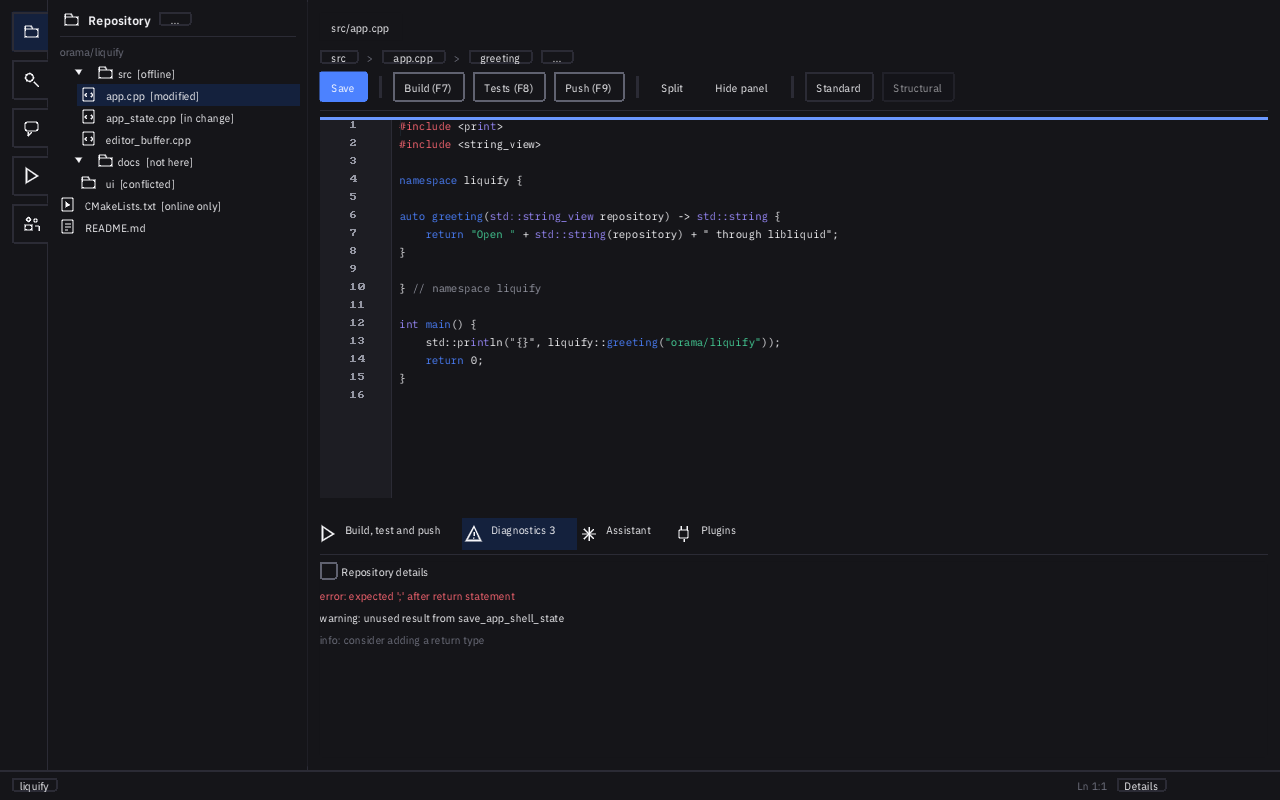 Repository ...
orama/liquify
src [offline]
app.cpp [modified]
app_state.cpp [in change]
editor_buffer.cpp
docs [not here]
ui [conflicted]
CMakeLists.txt [online only]
README.md
src/app.cpp
src > app.cpp > greeting ...
Save Build (F7) Tests (F8) Push (F9) Split Hide panel Standard Structural
1 #include <print>
2 #include <string_view>
3
4 namespace liquify {
5
6 auto greeting(std::string_view repository) -> std::string {
7 return "Open " + std::string(repository) + " through libliquid";
8 }
9
10 } // namespace liquify
11
12 int main() {
13 std::println("{}", liquify::greeting("orama/liquify"));
14 return 0;
15 }
16
Build, test and push Diagnostics 3 Assistant Plugins
Repository details
error: expected ';' after return statement
warning: unused result from save_app_shell_state
info: consider adding a return type
liquify Ln 1:1 Details